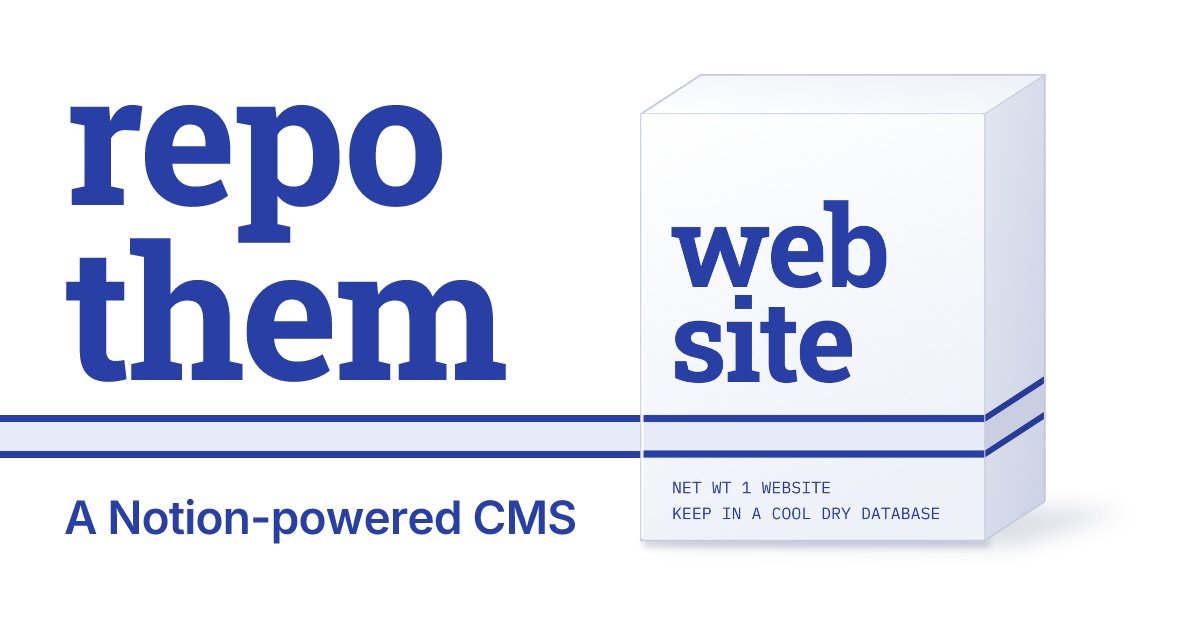 repo
them
A Notion-powered CMS
web
site
NET WT 1 WEBSITE
KEEP IN A COOL DRY DATABASE